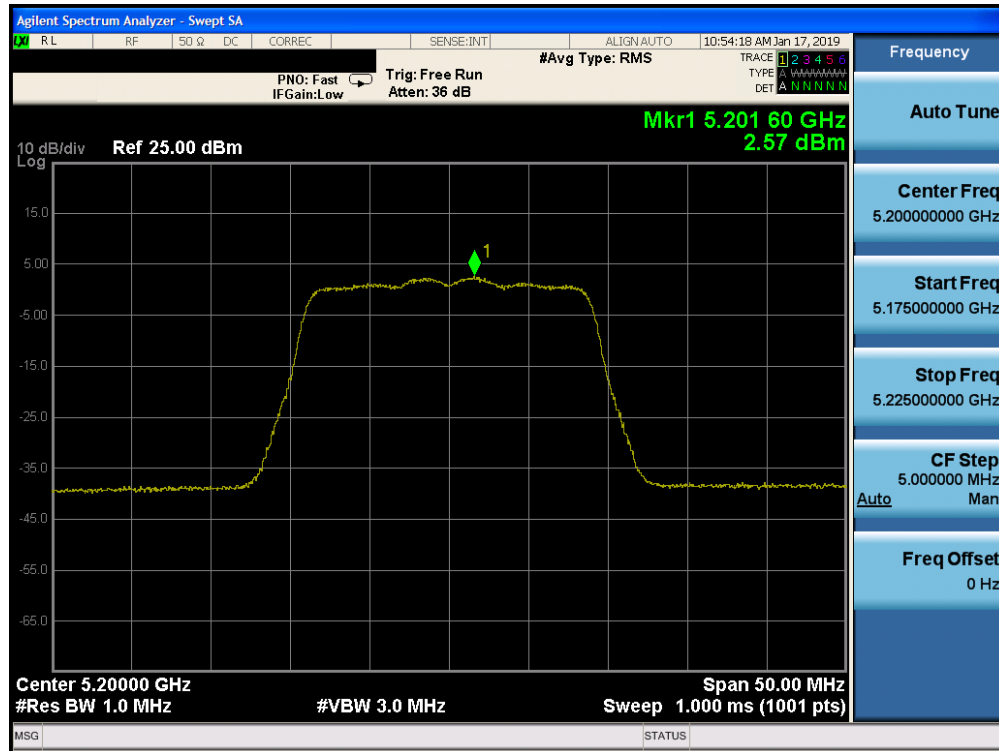 Agilent Spectrum Analyzer - Swept SA
LXI RL RF 50 Ω DC CORREC SENSE:INT ALIGN AUTO 10:54:18 AM Jan 17, 2019
#Avg Type: RMS
TRACE 1 2 3 4 5 6
TYPE A WWWWW
DET A N N N N N
PNO: Fast Trig: Free Run
IFGain:Low Atten: 36 dB
Mkr1 5.201 60 GHz
2.57 dBm
10 dB/div Ref 25.00 dBm
Log
15.0
5.00
-5.00
-15.0
-25.0
-35.0
-45.0
-55.0
-65.0
1
Center 5.20000 GHz Span 50.00 MHz
#Res BW 1.0 MHz #VBW 3.0 MHz Sweep 1.000 ms (1001 pts)
MSG STATUS
Frequency
Auto Tune
Center Freq
5.200000000 GHz
Start Freq
5.175000000 GHz
Stop Freq
5.225000000 GHz
CF Step
5.000000 MHz
Auto Man
Freq Offset
0 Hz